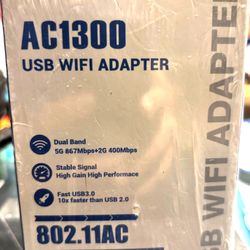 AC1300
USB WIFI ADAPTER
Dual Band
5G 867Mbps+2G 400Mbps
Stable Signal
High Gain High Performace
Fast USB3.0
10x faster than USB 2.0
802.11AC
USB WIFI ADAPTER